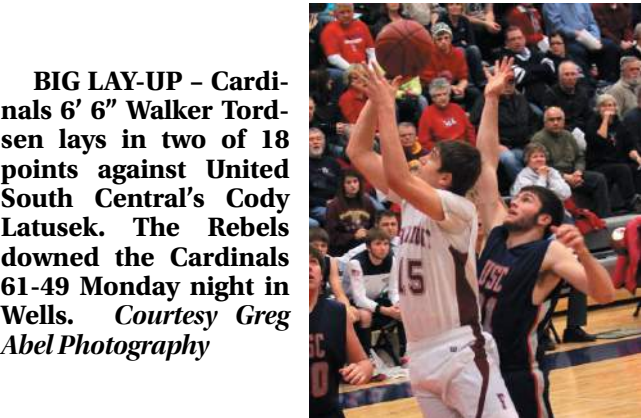 BIG LAY-UP – Cardi-
nals 6’ 6” Walker Tord-
sen lays in two of 18
points against United
South Central’s Cody
Latusek. The Rebels
downed the Cardinals
61-49 Monday night in
Wells. Courtesy Greg
Abel Photography
15
USC